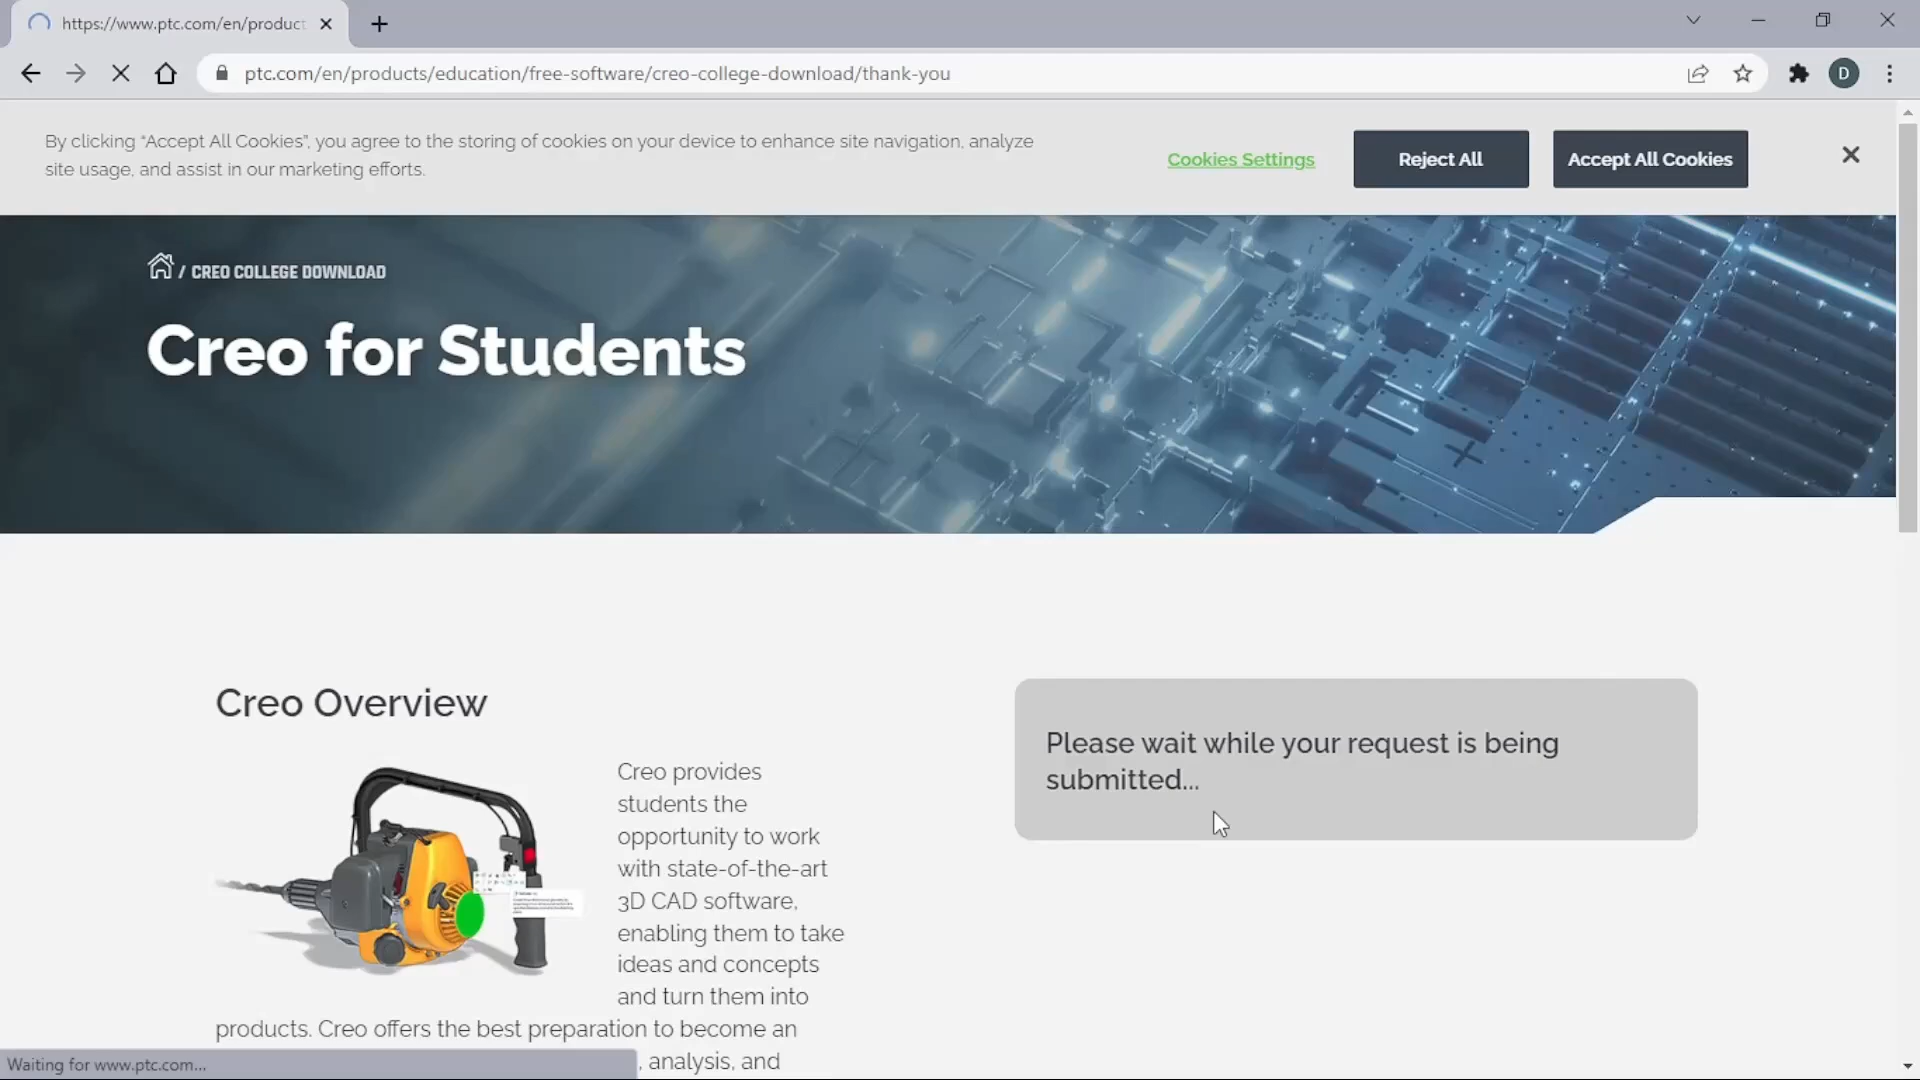 https://www.ptc.com/en/product
ptc.com/en/products/education/free-software/creo-college-download/thank-you
D
By clicking “Accept All Cookies”, you agree to the storing of cookies on your device to enhance site navigation, analyze
site usage, and assist in our marketing efforts.
Cookies Settings
Reject All
Accept All Cookies
/ CREO COLLEGE DOWNLOAD
Creo for Students
Creo Overview
Please wait while your request is being
submitted...
Creo provides
students the
opportunity to work
with state-of-the-art
3D CAD software,
enabling them to take
ideas and concepts
and turn them into
products. Creo offers the best preparation to become an
, analysis, and
Waiting for www.ptc.com...